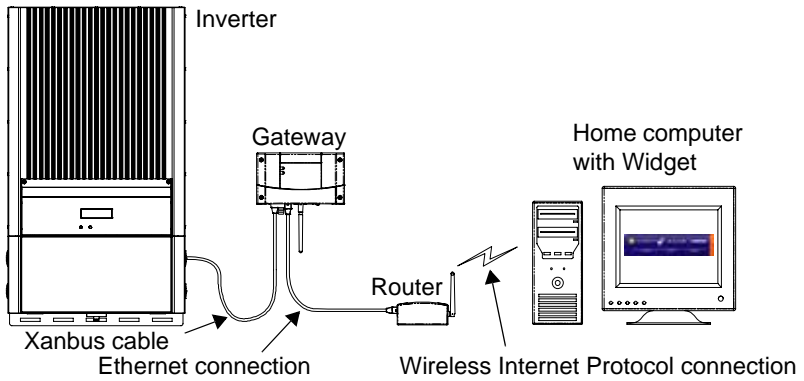 Inverter
Gateway
Home computer
with Widget
Router
Xanbus cable
Ethernet connection
Wireless Internet Protocol connection